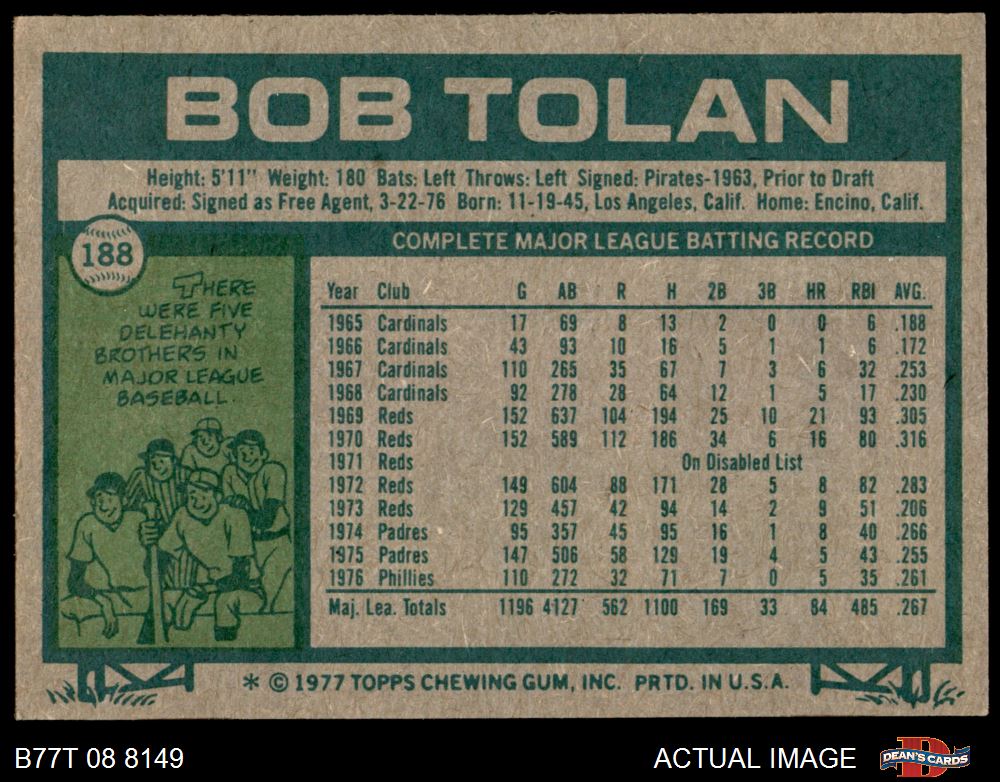 BOB TOLAN
Height: 5'11" Weight: 180 Bats: Left Throws: Left Signed: Pirates-1963, Prior to Draft
Acquired: Signed as Free Agent, 3-22-76 Born: 11-19-45, Los Angeles, Calif. Home: Encino, Calif.
188
THERE
WERE FIVE
DELEHANTY
BROTHERS IN
MAJOR LEAGUE
BASEBALL.
COMPLETE MAJOR LEAGUE BATTING RECORD
Year Club G AB R H 2B 3B HR RBI AVG.
1965 Cardinals 17 69 8 13 2 0 0 6 .188
1966 Cardinals 43 93 10 16 5 1 1 6 .172
1967 Cardinals 110 265 35 67 7 3 6 32 .253
1968 Cardinals 92 278 28 64 12 1 5 17 .230
1969 Reds 152 637 104 194 25 10 21 93 .305
1970 Reds 152 589 112 186 34 6 16 80 .316
1971 Reds On Disabled List
1972 Reds 149 604 88 171 28 5 8 82 .283
1973 Reds 129 457 42 94 14 2 9 51 .206
1974 Padres 95 357 45 95 16 1 8 40 .266
1975 Padres 147 506 58 129 19 4 5 43 .255
1976 Phillies 110 272 32 71 7 0 5 35 .261
Maj. Lea. Totals 1196 4127 562 1100 169 33 84 485 .267
* © 1977 TOPPS CHEWING GUM, INC. PRTD. IN U.S.A.
B77T 08 8149
ACTUAL IMAGE
DEAN'S CARDS